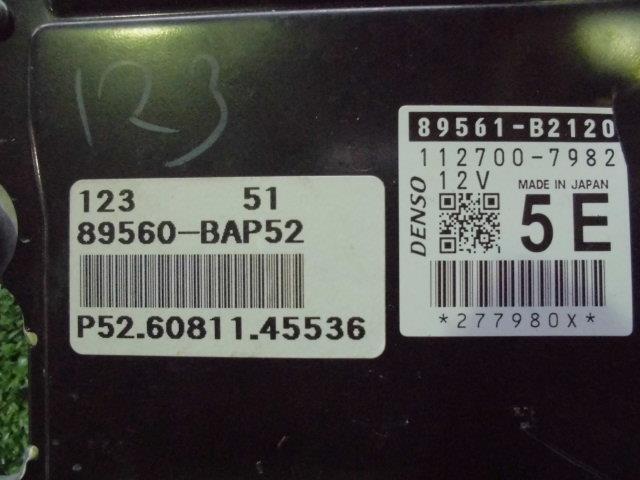 123
123 51
89560-BAP52
P52.60811.45536
89561-B2120
112700-7982
12V MADE IN JAPAN
DENSO
5E
*277980X*